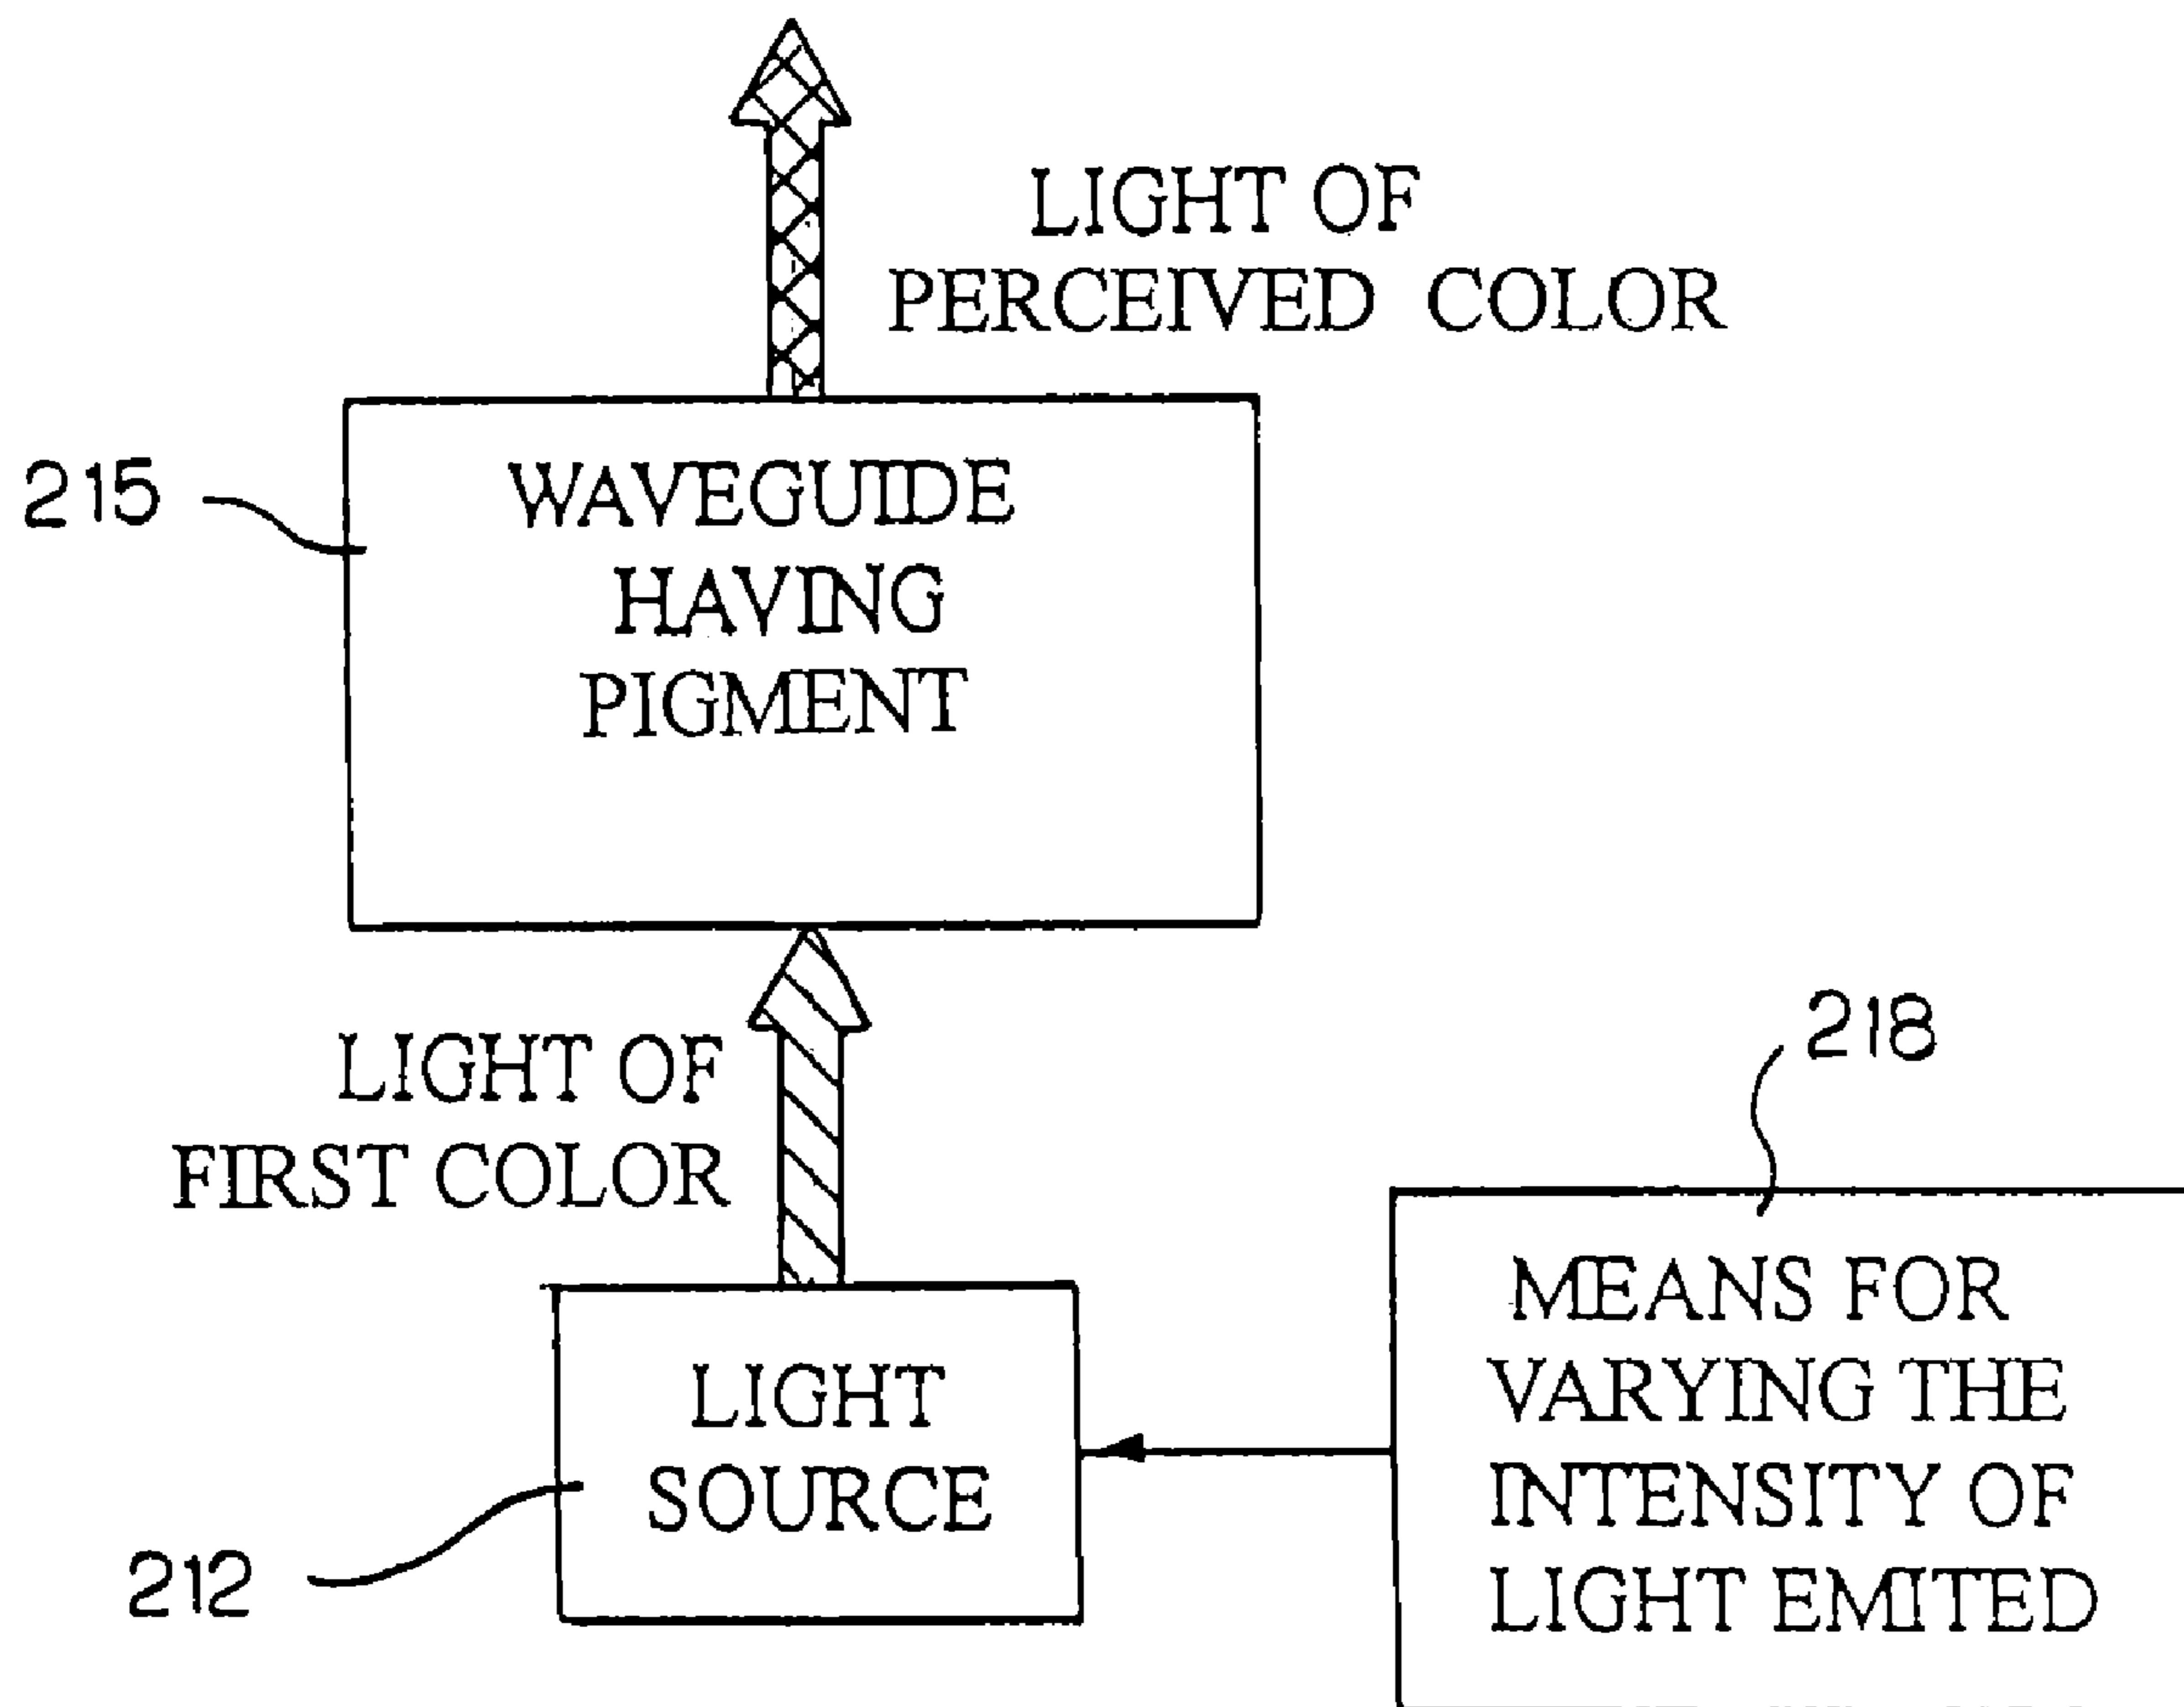 LIGHT OF
PERCEIVED COLOR
215
WAVEGUIDE
HAVING
PIGMENT
LIGHT OF
FIRST COLOR
218
MEANS FOR
VARYING THE
INTENSITY OF
LIGHT EMITED
LIGHT
SOURCE
212